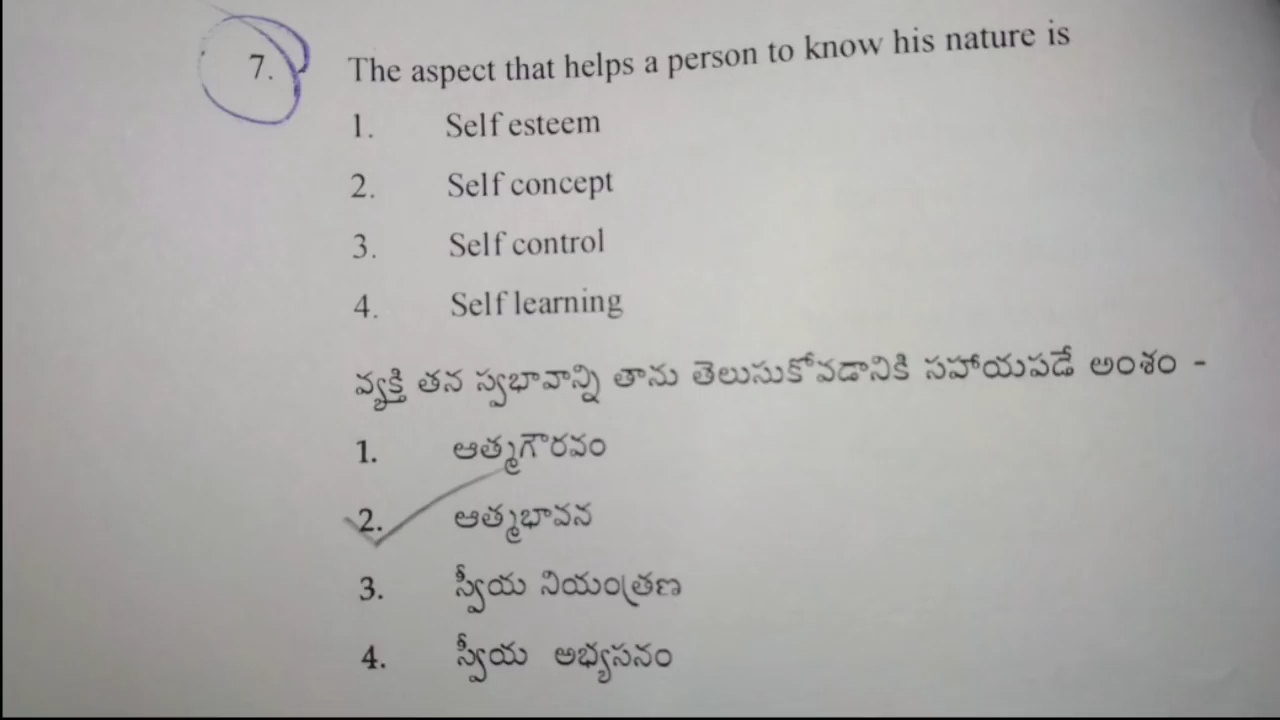 7. The aspect that helps a person to know his nature is
1. Self esteem
2. Self concept
3. Self control
4. Self learning
వ్యక్తి తన స్వభావాన్ని తాను తెలుసుకోవడానికి సహాయపడే అంశం -
1. ఆత్మగౌరవం
2. ఆత్మభావన
3. స్వీయ నియంత్రణ
4. స్వీయ అభ్యసనం